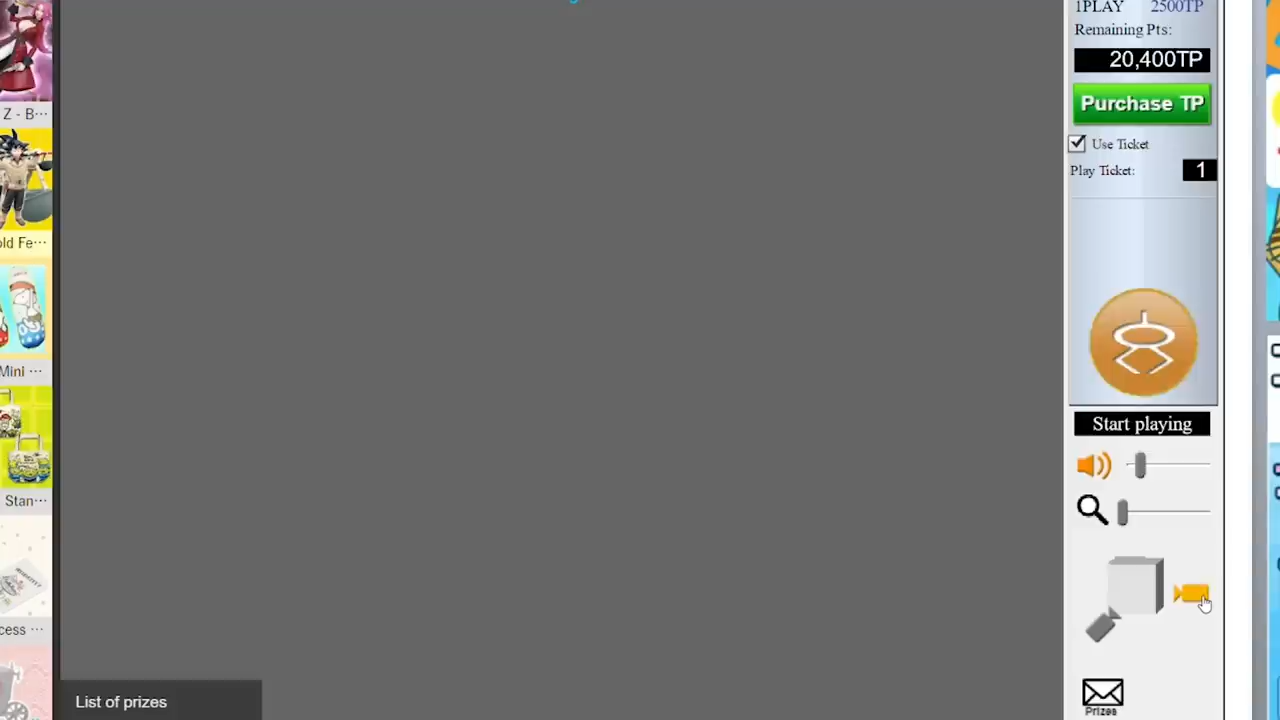 1PLAY 2500TP
Remaining Pts:
20,400TP
Purchase TP
Use Ticket
Play Ticket: 1
Start playing
Prizes
Z - B...
old Fe...
Mini ...
Stan...
cess ...
List of prizes